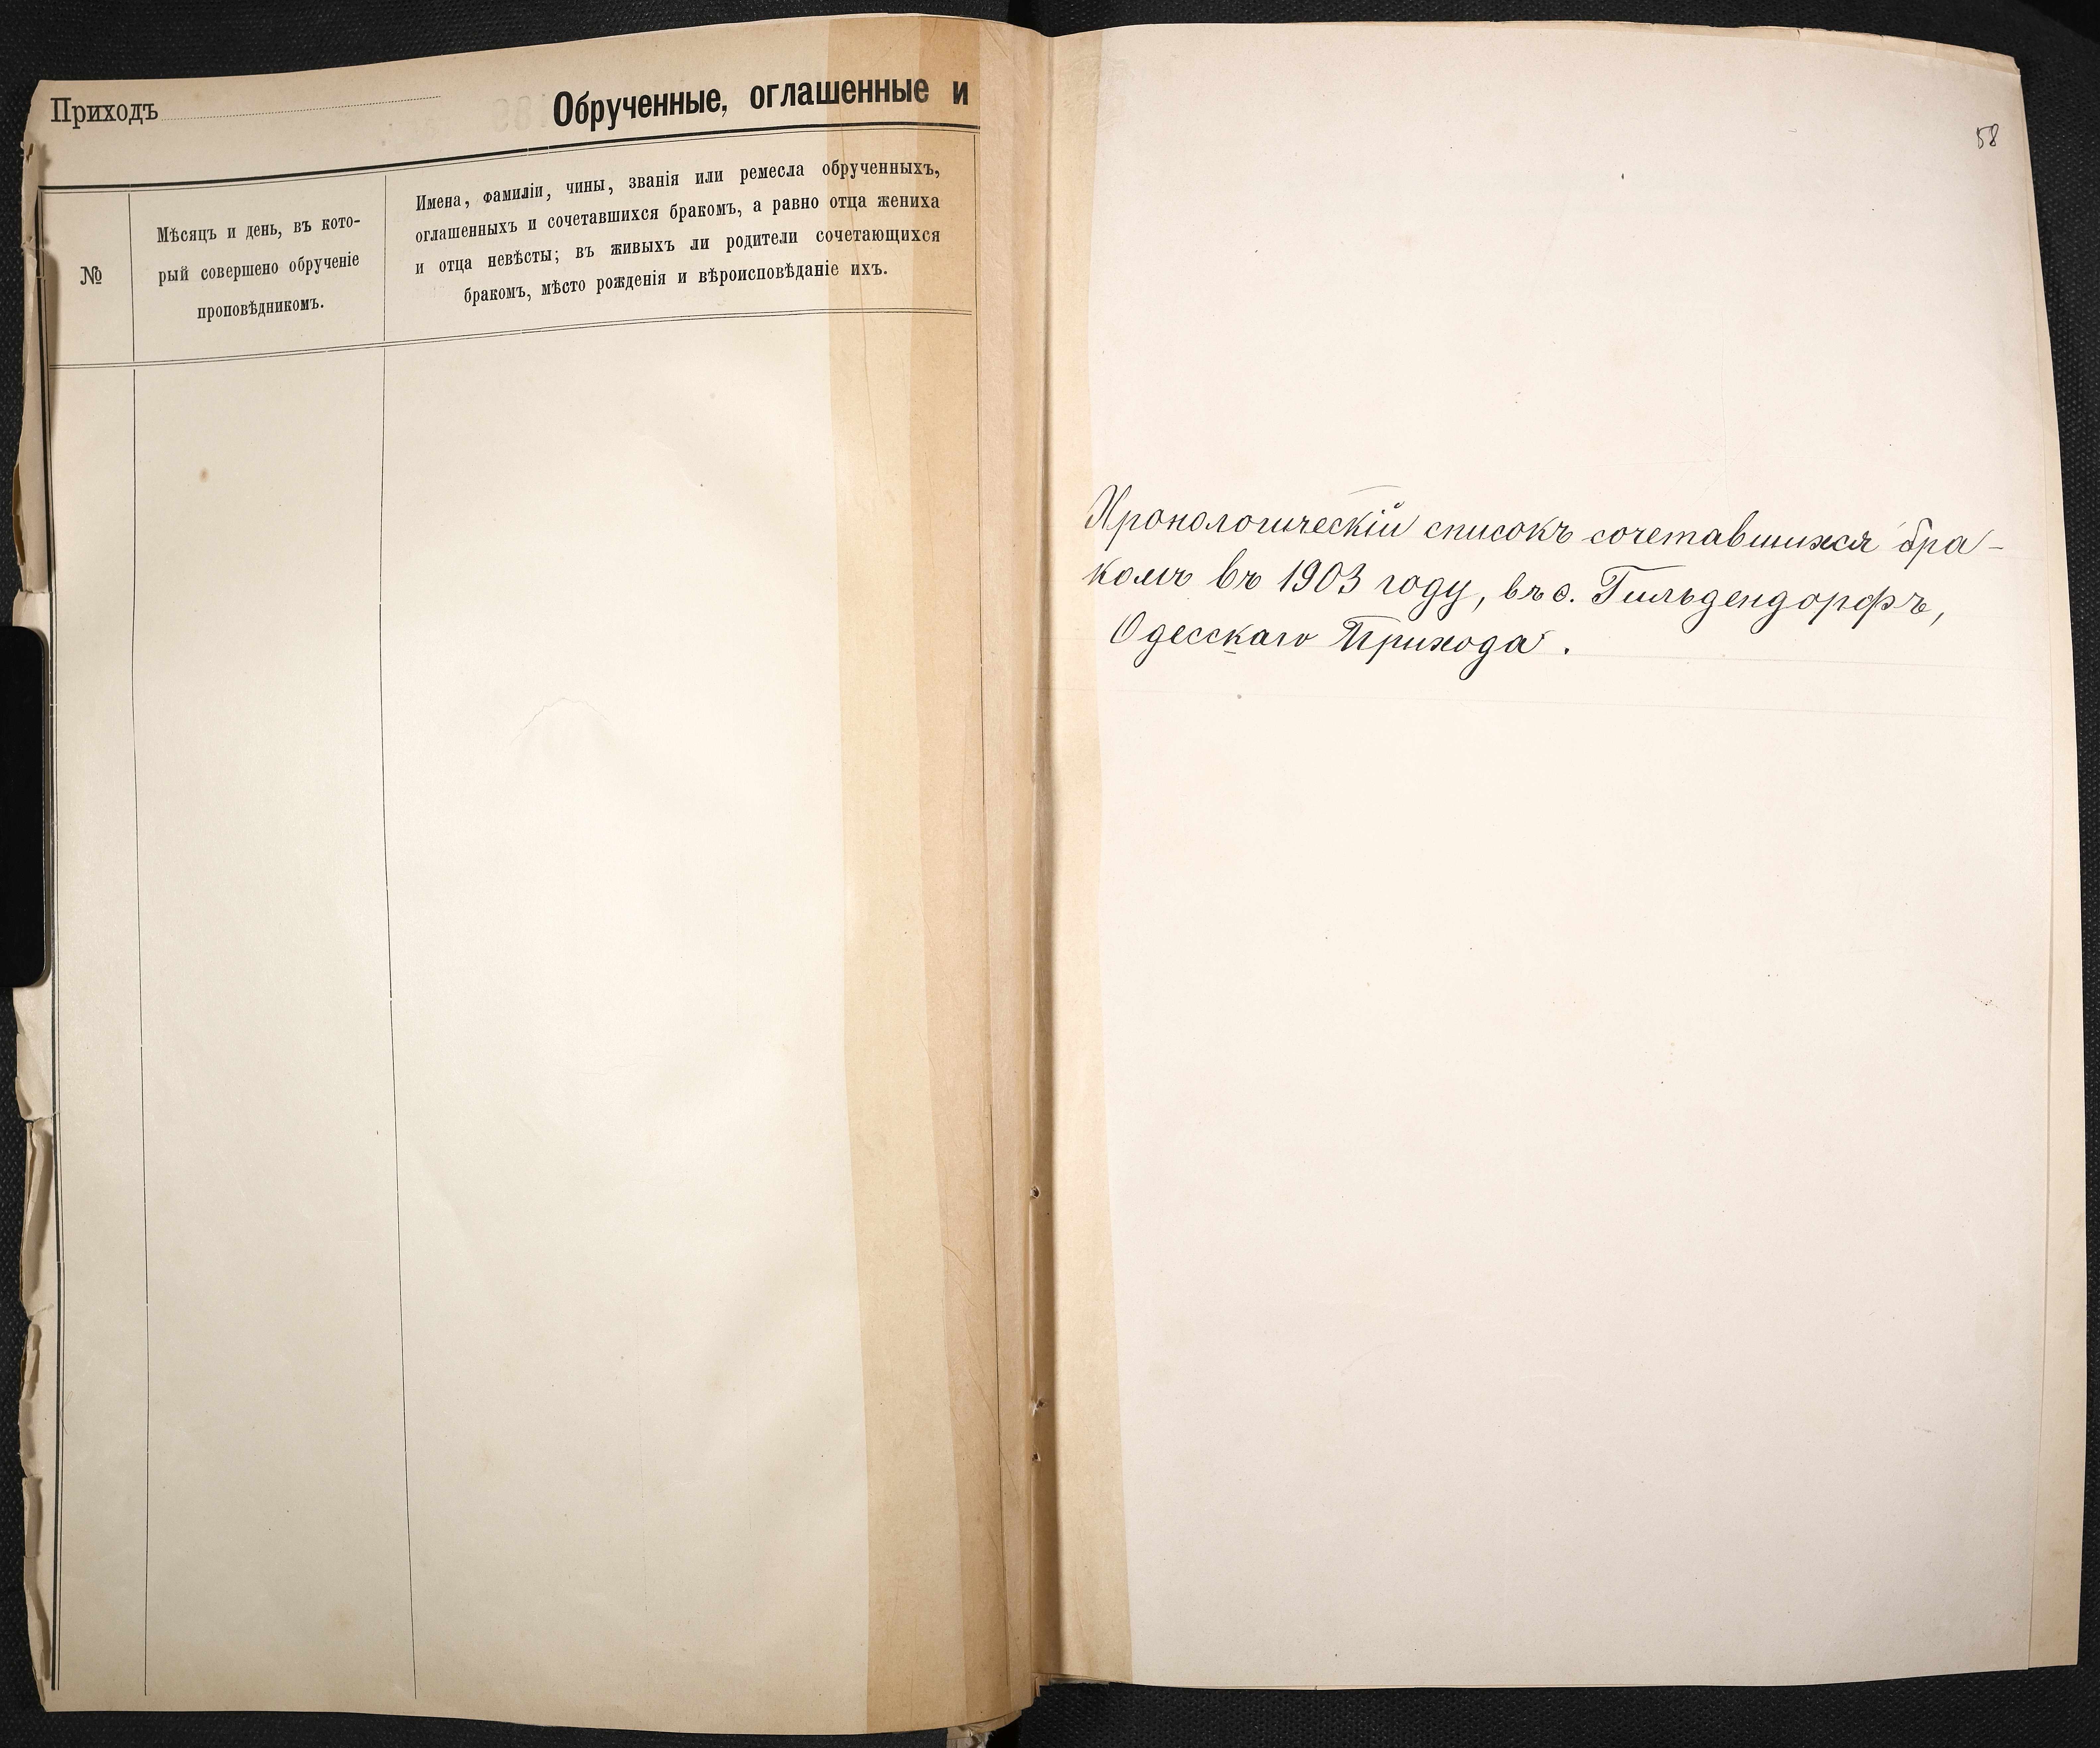 Приходъ
Обрученные, оглашенные и
№
Мѣсяцъ и день, въ кото-
рый совершено обрученіе
проповѣдникомъ.
Имена, фамиліи, чины, званія или ремесла обрученныхъ,
оглашенныхъ и сочетавшихся бракомъ, а равно отца жениха
и отца невѣсты; въ живыхъ ли родители сочетающихся
бракомъ, мѣсто рожденія и вѣроисповѣданіе ихъ.
58
Хронологическій списокъ сочетавшихся бра-
комъ въ 1903 году, въ с. Гильдендорфъ,
Одесскаго Прихода.